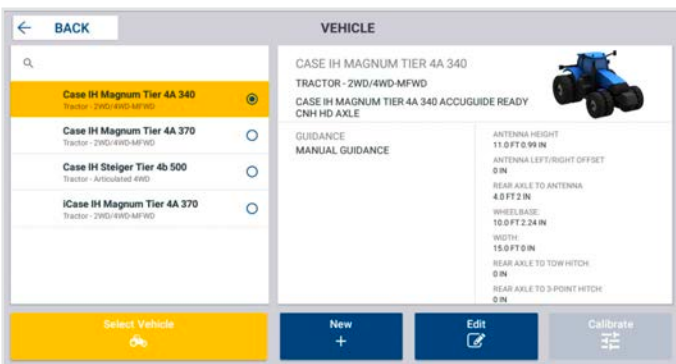 BACK
VEHICLE
Case IH Magnum Tier 4A 340
Tractor - 2WD/4WD-MFWD
Case IH Magnum Tier 4A 370
Tractor - 2WD/4WD-MFWD
Case IH Steiger Tier 4b 500
Tractor - Articulated 4WD
iCase IH Magnum Tier 4A 370
Tractor - 2WD/4WD-MFWD
CASE IH MAGNUM TIER 4A 340
TRACTOR - 2WD/4WD-MFWD
CASE IH MAGNUM TIER 4A 340 ACCUGUIDE READY
CNH HD AXLE
GUIDANCE
MANUAL GUIDANCE
ANTENNA HEIGHT
11.0 FT 0.99 IN
ANTENNA LEFT/RIGHT OFFSET
0 IN
REAR AXLE TO ANTENNA:
4.0 FT 2 IN
WHEELBASE:
10.0 FT 2.24 IN
WIDTH:
15.0 FT 0 IN
REAR AXLE TO TOW HITCH:
0 IN
REAR AXLE TO 3-POINT HITCH:
0 IN
Select Vehicle
New
Edit
Calibrate